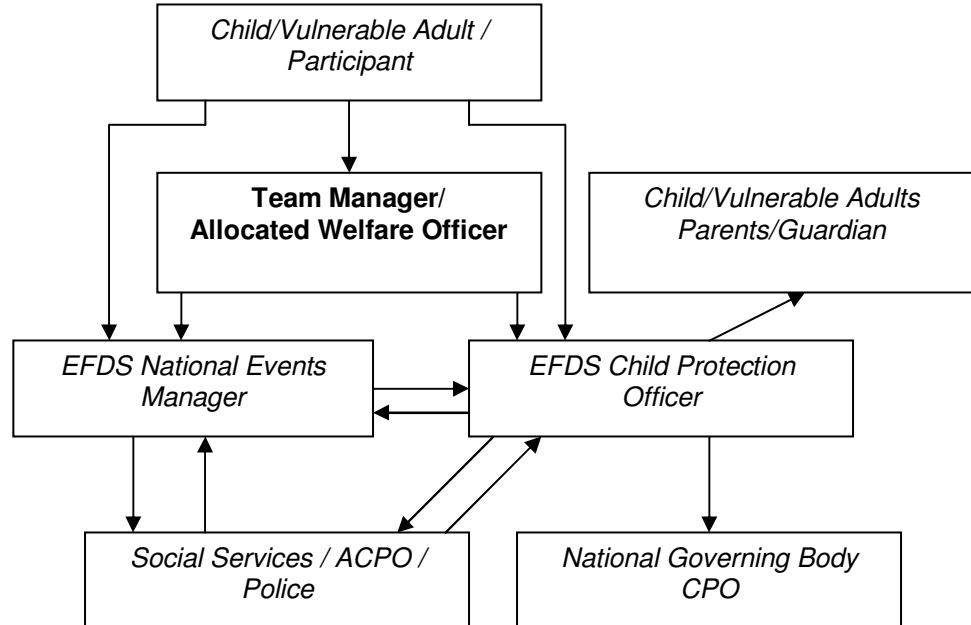 Child/Vulnerable Adult /
Participant
Team Manager/
Allocated Welfare Officer
Child/Vulnerable Adults
Parents/Guardian
EFDS National Events
Manager
EFDS Child Protection
Officer
Social Services / ACPO /
Police
National Governing Body
CPO